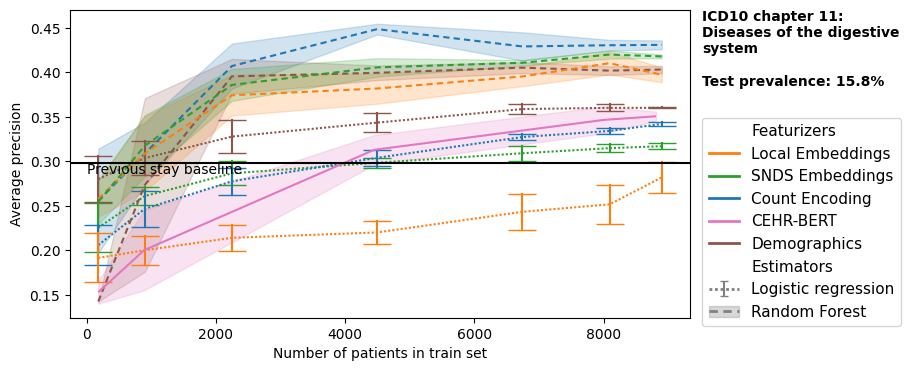 0.45
0.40
0.35
0.30
0.25
0.20
0.15
Average precision
Previous stay baseline
0
2000
4000
6000
8000
Number of patients in train set
ICD10 chapter 11:
Diseases of the digestive
system
Test prevalence: 15.8%
Featurizers
Local Embeddings
SNDS Embeddings
Count Encoding
CEHR-BERT
Demographics
Estimators
Logistic regression
Random Forest